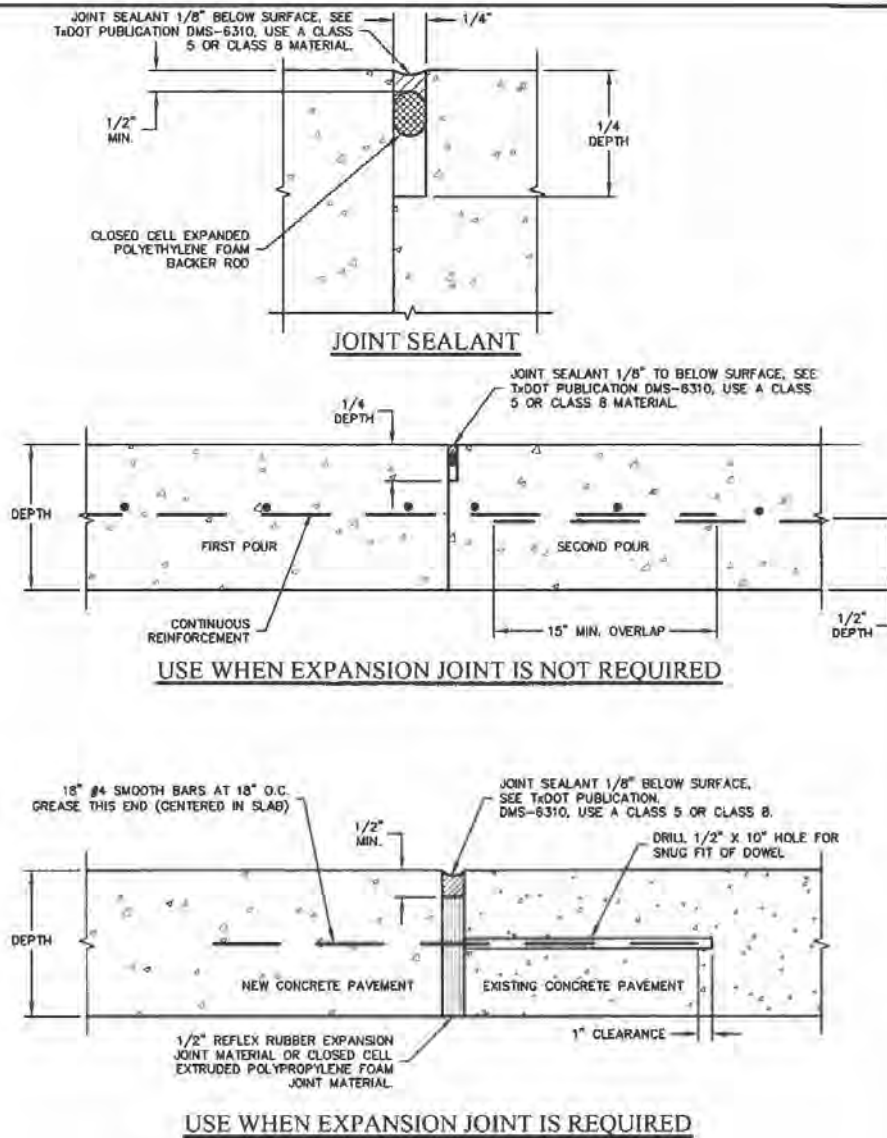 JOINT SEALANT 1/8" BELOW SURFACE, SEE
TxDOT PUBLICATION DMS-6310, USE A CLASS
5 OR CLASS 8 MATERIAL.
1/4"
1/2"
MIN.
1/4
DEPTH
CLOSED CELL EXPANDED
POLYETHYLENE FOAM
BACKER ROD
JOINT SEALANT
JOINT SEALANT 1/8" TO BELOW SURFACE, SEE
TxDOT PUBLICATION DMS-6310, USE A CLASS
5 OR CLASS 8 MATERIAL.
1/4
DEPTH
DEPTH
FIRST POUR
SECOND POUR
CONTINUOUS
REINFORCEMENT
15" MIN. OVERLAP
1/2"
DEPTH
USE WHEN EXPANSION JOINT IS NOT REQUIRED
18" #4 SMOOTH BARS AT 18" O.C.
GREASE THIS END (CENTERED IN SLAB)
JOINT SEALANT 1/8" BELOW SURFACE,
SEE TxDOT PUBLICATION,
DMS-6310, USE A CLASS 5 OR CLASS 8.
1/2"
MIN.
DRILL 1/2" X 10" HOLE FOR
SNUG FIT OF DOWEL
DEPTH
NEW CONCRETE PAVEMENT
EXISTING CONCRETE PAVEMENT
1/2" REFLEX RUBBER EXPANSION
JOINT MATERIAL OR CLOSED CELL
EXTRUDED POLYPROPYLENE FOAM
JOINT MATERIAL.
1" CLEARANCE
USE WHEN EXPANSION JOINT IS REQUIRED